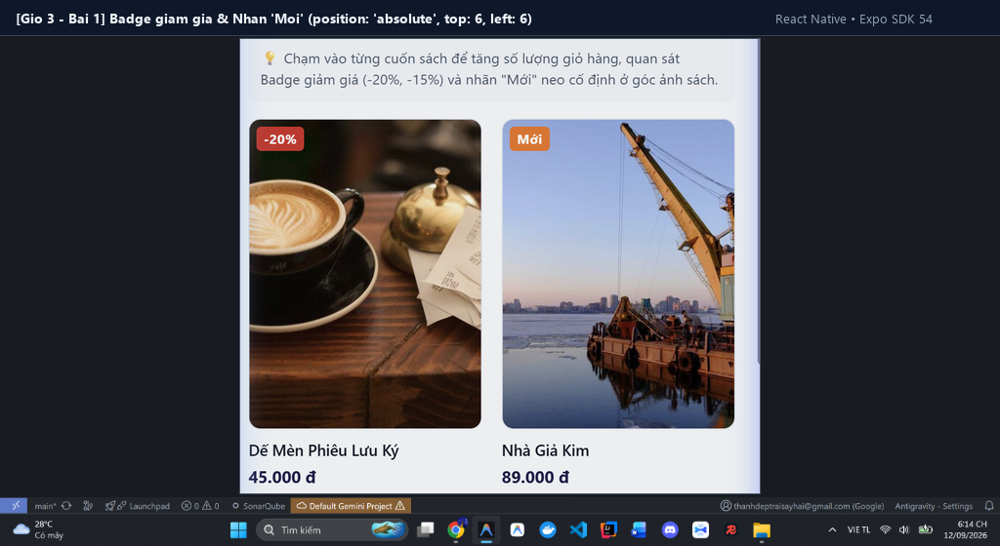 [Gio 3 - Bai 1] Badge giam gia & Nhan 'Moi' (position: 'absolute', top: 6, left: 6)
React Native • Expo SDK 54
💡 Chạm vào từng cuốn sách để tăng số lượng giỏ hàng, quan sát
Badge giảm giá (-20%, -15%) và nhãn "Mới" neo cố định ở góc ảnh sách.
-20%
Mới
Dế Mèn Phiêu Lưu Ký
45.000 đ
Nhà Giả Kim
89.000 đ
main*
Launchpad
0
0
SonarQube
Default Gemini Project
thanhdeptraisayhai@gmail.com (Google)
Antigravity - Settings
28°C
Có mây
Tìm kiếm
VIE TL
6:14 CH
12/09/2026